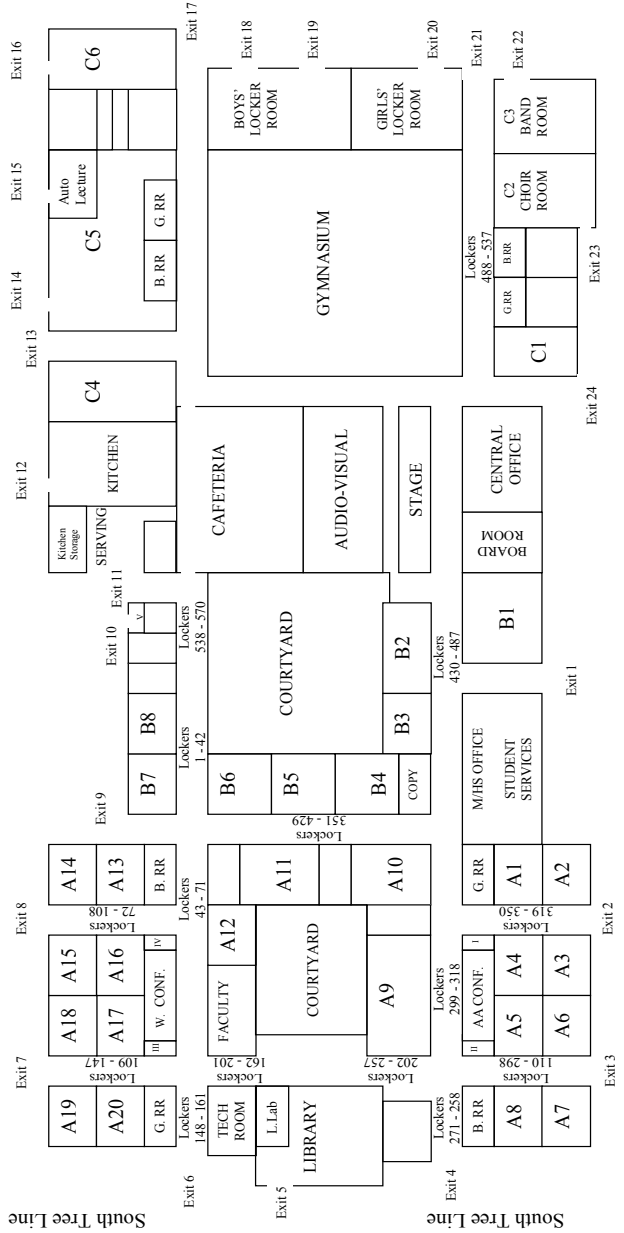 South Tree Line
South Tree Line
Exit 7
Exit 8
Exit 9
Exit 10
Exit 11
Exit 12
Exit 13
Exit 14
Exit 15
Exit 16
Exit 17
A19
A20
G. RR
Lockers
109 - 147
A18
A17
A15
A16
III
W. CONF.
IV
Lockers
72 - 108
A14
A13
B. RR
B7
B8
V
Kitchen
Storage
SERVING
KITCHEN
C4
C5
Auto
Lecture
B. RR
G. RR
C6
Exit 6
Lockers
148 - 161
Lockers
43 - 71
Lockers
1 - 42
Lockers
538 - 570
TECH
ROOM
L.Lab
LIBRARY
Exit 5
Exit 4
Lockers
162 - 201
Lockers
202 - 257
FACULTY
A12
A11
A10
A9
COURTYARD
Lockers
351 - 429
B6
B5
B4
COPY
B3
B2
COURTYARD
CAFETERIA
AUDIO-VISUAL
STAGE
GYMNASIUM
BOYS'
LOCKER
ROOM
GIRLS'
LOCKER
ROOM
Exit 18
Exit 19
Exit 20
Exit 21
Exit 22
Lockers
271 - 258
Lockers
299 - 318
Lockers
430 - 487
Lockers
488 - 537
B. RR
A8
A7
Lockers
110 - 298
II
AA CONF.
I
A5
A4
A6
A3
Lockers
319 - 350
G. RR
A1
A2
M/HS OFFICE
STUDENT
SERVICES
B1
BOARD
ROOM
CENTRAL
OFFICE
C1
G.RR
B.RR
C2
CHOIR
ROOM
C3
BAND
ROOM
Exit 3
Exit 2
Exit 1
Exit 24
Exit 23